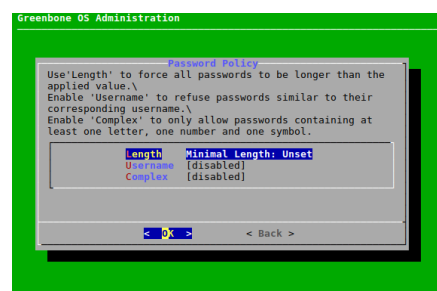 Greenbone OS Administration
Password Policy
Use'Length' to force all passwords to be longer than the
applied value.\
Enable 'Username' to refuse passwords similar to their
corresponding username.\
Enable 'Complex' to only allow passwords containing at
least one letter, one number and one symbol.
Length Minimal Length: Unset
Username [disabled]
Complex [disabled]
< OK > < Back >